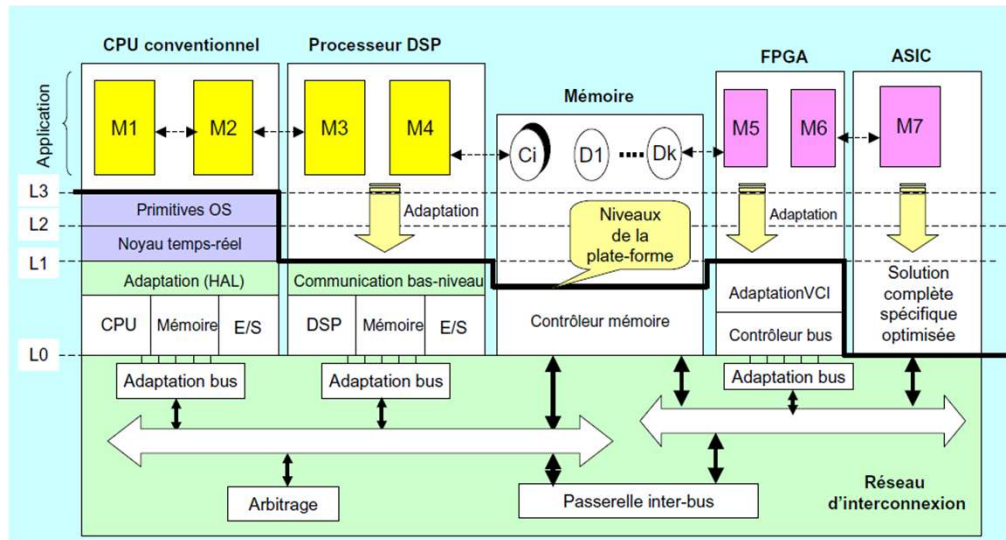 CPU conventionnel
Processeur DSP
FPGA
ASIC
Mémoire
Application
M1
M2
M3
M4
Ci
D1
Dk
M5
M6
M7
L3
Primitives OS
Adaptation
Niveaux
de la
plate-forme
Adaptation
L2
Noyau temps-réel
L1
Adaptation (HAL)
Communication bas-niveau
AdaptationVCI
Solution
complète
spécifique
optimisée
CPU
Mémoire
E/S
DSP
Mémoire
E/S
Contrôleur mémoire
Contrôleur bus
L0
Adaptation bus
Adaptation bus
Adaptation bus
Arbitrage
Passerelle inter-bus
Réseau
d'interconnexion